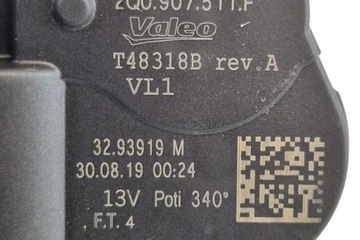 2Q0.907.511.F
Valeo
T48318B rev.A
VL1
32.93919 M
30.08.19 00:24
13V Poti 340°
F.T. 4